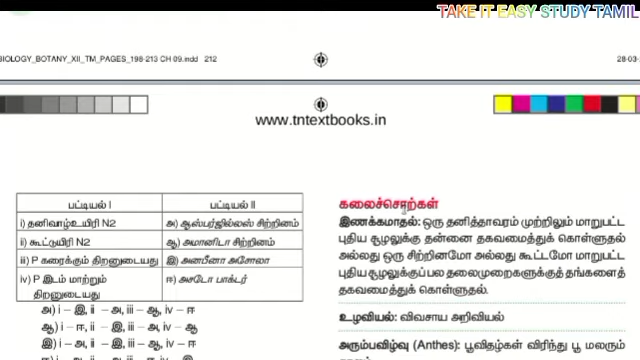 TAKE IT EASY STUDY TAMIL
BIOLOGY_BOTANY_XII_TM_PAGES_198-213 CH 09.indd 212
28-03-
www.tntextbooks.in
பட்டியல் I பட்டியல் II
i) தனிவாழ்உயிரி N2 அ) ஆஸ்பர்ஜில்லஸ் சிற்றினம்
ii) கூட்டுயிரி N2 ஆ) அமானிடா சிற்றினம்
iii) P கரைக்கும் திறனுடையது இ) அனபீனா அசோலா
iv) P இடம் மாற்றும் ஈ) அசடோ பாக்டர்
திறனுடையது
அ) i – இ, ii – அ, iii – ஆ, iv – ஈ
ஆ) i – ஈ, ii – இ, iii – அ, iv – ஆ
இ) i – அ, ii – இ, iii – ஆ, iv – ஈ
கலைச்சொற்கள்
இணக்கமாதல்: ஒரு தனித்தாவரம் முற்றிலும் மாறுபட்ட
புதிய சூழலுக்கு தன்னை தகவமைத்துக் கொள்ளுதல்
அல்லது ஒரு சிற்றினமோ அல்லது கூட்டமோ மாறுபட்ட
புதிய சூழலுக்குப் பல தலைமுறைகளுக்குத் தங்களைத்
தகவமைத்துக் கொள்ளுதல்.
உழவியல்: விவசாய அறிவியல்
அரும்பவிழ்வு (Anthes): பூவிதழ்கள் விரிந்து பூ மலரும்